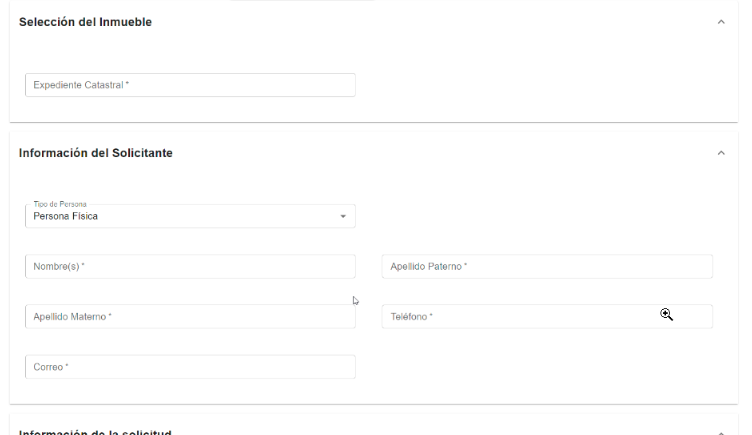 Selección del Inmueble
Expediente Catastral *
Información del Solicitante
Tipo de Persona
Persona Física
Nombre(s) *
Apellido Paterno *
Apellido Materno *
Teléfono *
Correo *
Información de la solicitud